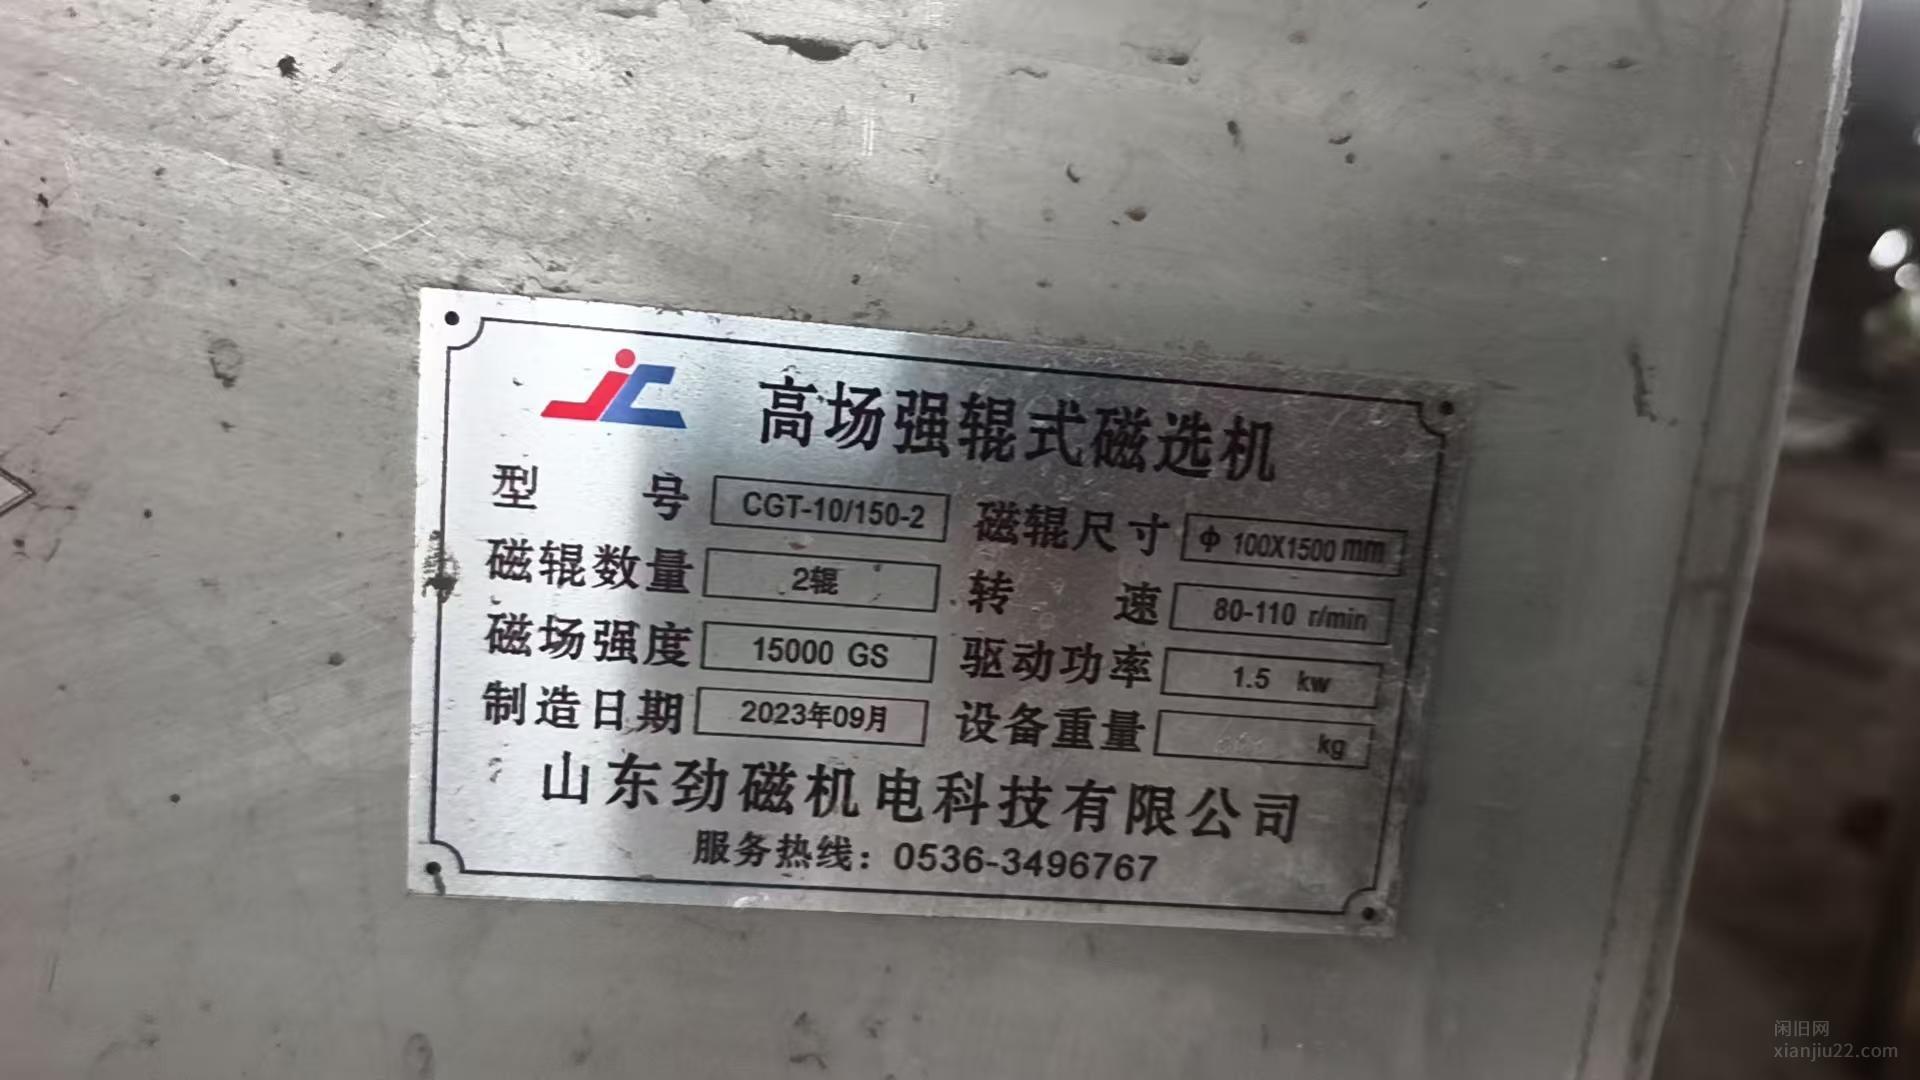 JC 高场强辊式磁选机
型号 CGT-10/150-2 磁辊尺寸 Φ 100X1500 mm
磁辊数量 2辊 转速 80-110 r/min
磁场强度 15000 GS 驱动功率 1.5 kw
制造日期 2023年09月 设备重量 kg
山东劲磁机电科技有限公司
服务热线：0536-3496767
闲旧网
xianjiu22.com